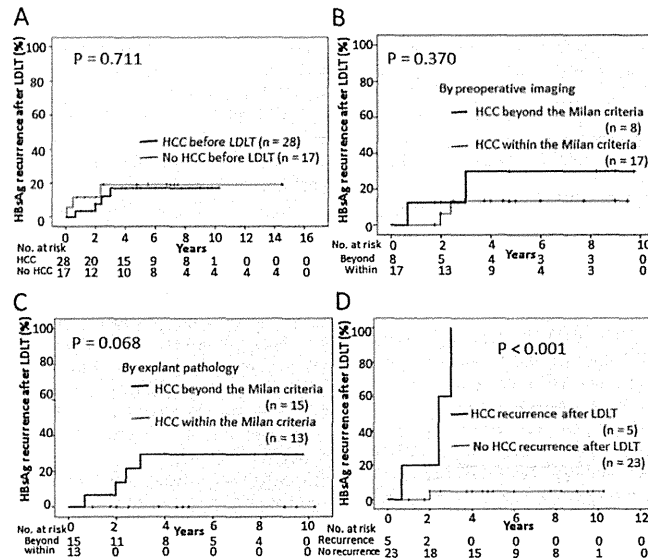 A
HBsAg recurrence after LDLT (%)
100
80
60
40
20
0
P = 0.711
HCC before LDLT (n = 28)
No HCC before LDLT (n = 17)
0 2 4 6 8 10 12 14 16
No. at risk
Years
HCC 28 20 15 9 8 1 0 0 0
No HCC 17 12 10 8 4 4 4 4 0
B
HBsAg recurrence after LDLT (%)
100
80
60
40
20
0
P = 0.370
By preoperative imaging
HCC beyond the Milan criteria
(n = 8)
HCC within the Milan criteria
(n = 17)
0 2 4 6 8 10
No. at risk
Years
Beyond 8 5 4 3 3 0
Within 17 13 9 4 3 0
C
HBsAg recurrence after LDLT (%)
100
80
60
40
20
0
P = 0.068
By explant pathology
HCC beyond the Milan criteria
(n = 15)
HCC within the Milan criteria
(n = 13)
0 2 4 6 8 10
No. at risk
Years
Beyond 15 11 8 5 4 0
within 13 0 0 0 0 0
D
HBsAg recurrence after LDLT (%)
100
80
60
40
20
0
P < 0.001
HCC recurrence after LDLT
(n = 5)
No HCC recurrence after LDLT
(n = 23)
0 2 4 6 8 10 12
No. at risk
Years
Recurrence 5 2 0 0 0 0 0
No recurrence 23 18 15 9 8 1 0